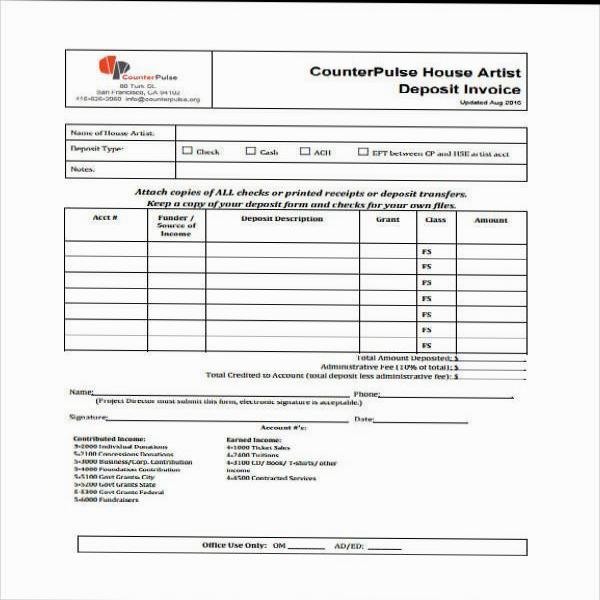 CounterPulse
80 Turk St.
San Francisco, CA 94102
415-626-2060 info@counterpulse.org
CounterPulse House Artist
Deposit Invoice
Updated Aug 2016
Name of House Artist:
Deposit Type: Check Cash ACH EFT between CP and HSE artist acct
Notes:
Attach copies of ALL checks or printed receipts or deposit transfers.
Keep a copy of your deposit form and checks for your own files.
Acct # Funder / Source of Income Deposit Description Grant Class Amount
FS
FS
FS
FS
FS
FS
FS
Total Amount Deposited: $
Administrative Fee (10% of total): $
Total Credited to Account (total deposit less administrative fee): $
Name: Phone:
(Project Director must submit this form, electronic signature is acceptable.)
Signature: Date:
Account #'s:
Contributed Income: Earned Income:
5-2000 Individual Donations 4-1000 Ticket Sales
5-2100 Concessions Donations 4-2400 Tuitions
5-3000 Business/Corp. Contribution 4-3100 CD/ Book/ T-shirts/ other
5-4000 Foundation Contribution income
5-5100 Govt Grants: City 4-4500 Contracted Services
5-5200 Govt Grants State
5-5300 Govt Grants Federal
5-6000 Fundraisers
Office Use Only: OM ________ AD/ED: ________